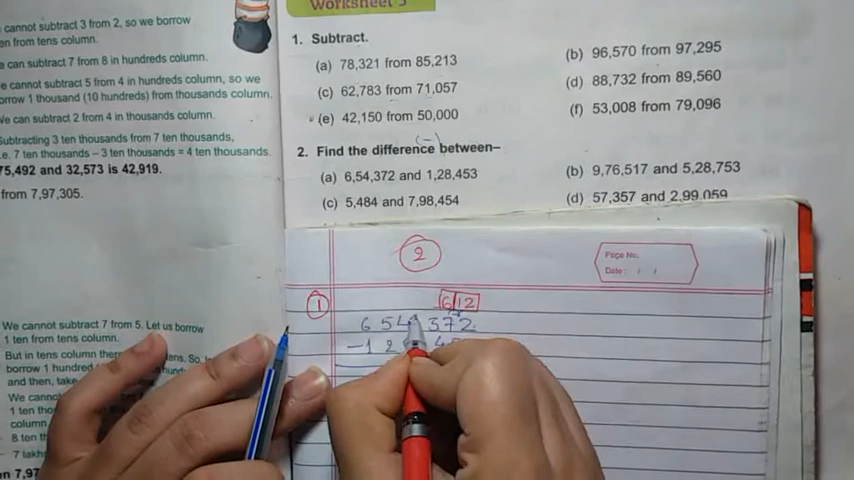 Worksheet 5
cannot subtract 3 from 2, so we borrow
en from tens column.
e can subtract 7 from 8 in hundreds column.
e cannot subtract 5 from 4 in hundreds column, so we
orrow 1 thousand (10 hundreds) from thousands column.
We can subtract 2 from 4 in thousands column.
Subtracting 3 ten thousands from 7 ten thousands,
.e. 7 ten thousands – 3 ten thousands = 4 ten thousands.
75,492 and 32,573 is 42,919.
from 7,97,305.
1. Subtract.
(a) 78,321 from 85,213
(b) 96,570 from 97,295
(c) 62,783 from 71,057
(d) 88,732 from 89,560
(e) 42,150 from 50,000
(f) 53,008 from 79,096
(–)
2. Find the difference between–
(a) 6,54,372 and 1,28,453
(b) 9,76,517 and 5,28,753
(c) 5,484 and 7,98,454
(d) 57,357 and 2,99,059
2
Page No.
Date : / /
1
6 12
6 5 4 3 7 2
– 1 2
We cannot subtract 7 from 5. Let us borrow
1 ten from tens column.
But in tens column there
tens. So,
borrow 1 hundred
and then, take
We cannot
1 tho
column
8 ten th
7 lakh
n 7,97